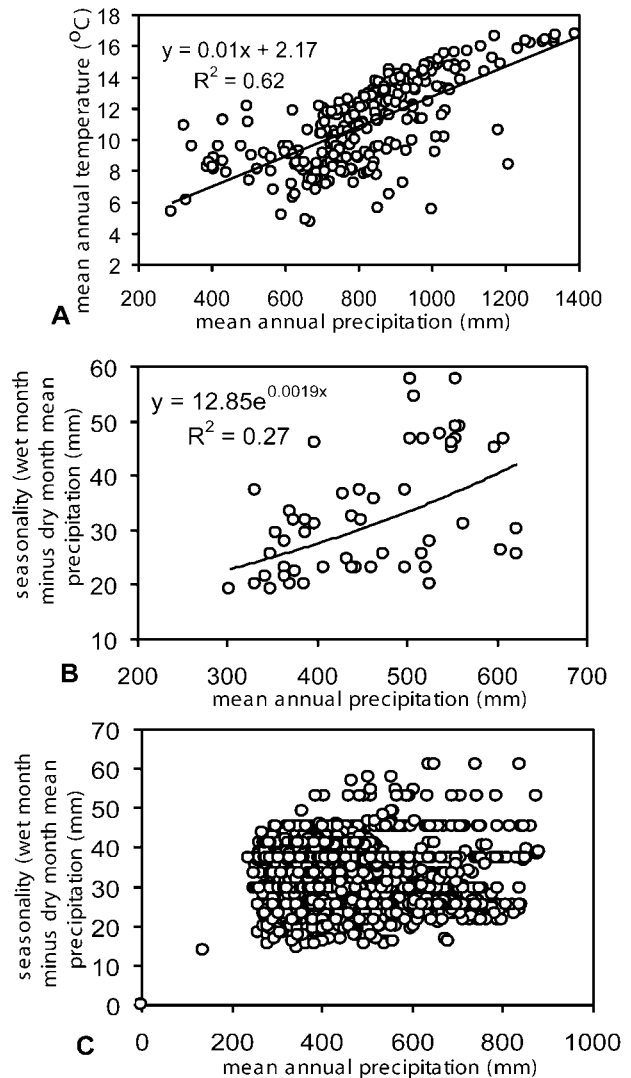 18
16
14
12
10
8
6
4
2
mean annual temperature (°C)
y = 0.01x + 2.17
R² = 0.62
200 400 600 800 1000 1200 1400
mean annual precipitation (mm)
A
60
50
40
30
20
10
seasonality (wet month
minus dry month mean
precipitation (mm)
y = 12.85e^0.0019x
R² = 0.27
200 300 400 500 600 700
mean annual precipitation (mm)
B
70
60
50
40
30
20
10
0
seasonality (wet month
minus dry month mean
precipitation (mm)
0 200 400 600 800 1000
mean annual precipitation (mm)
C